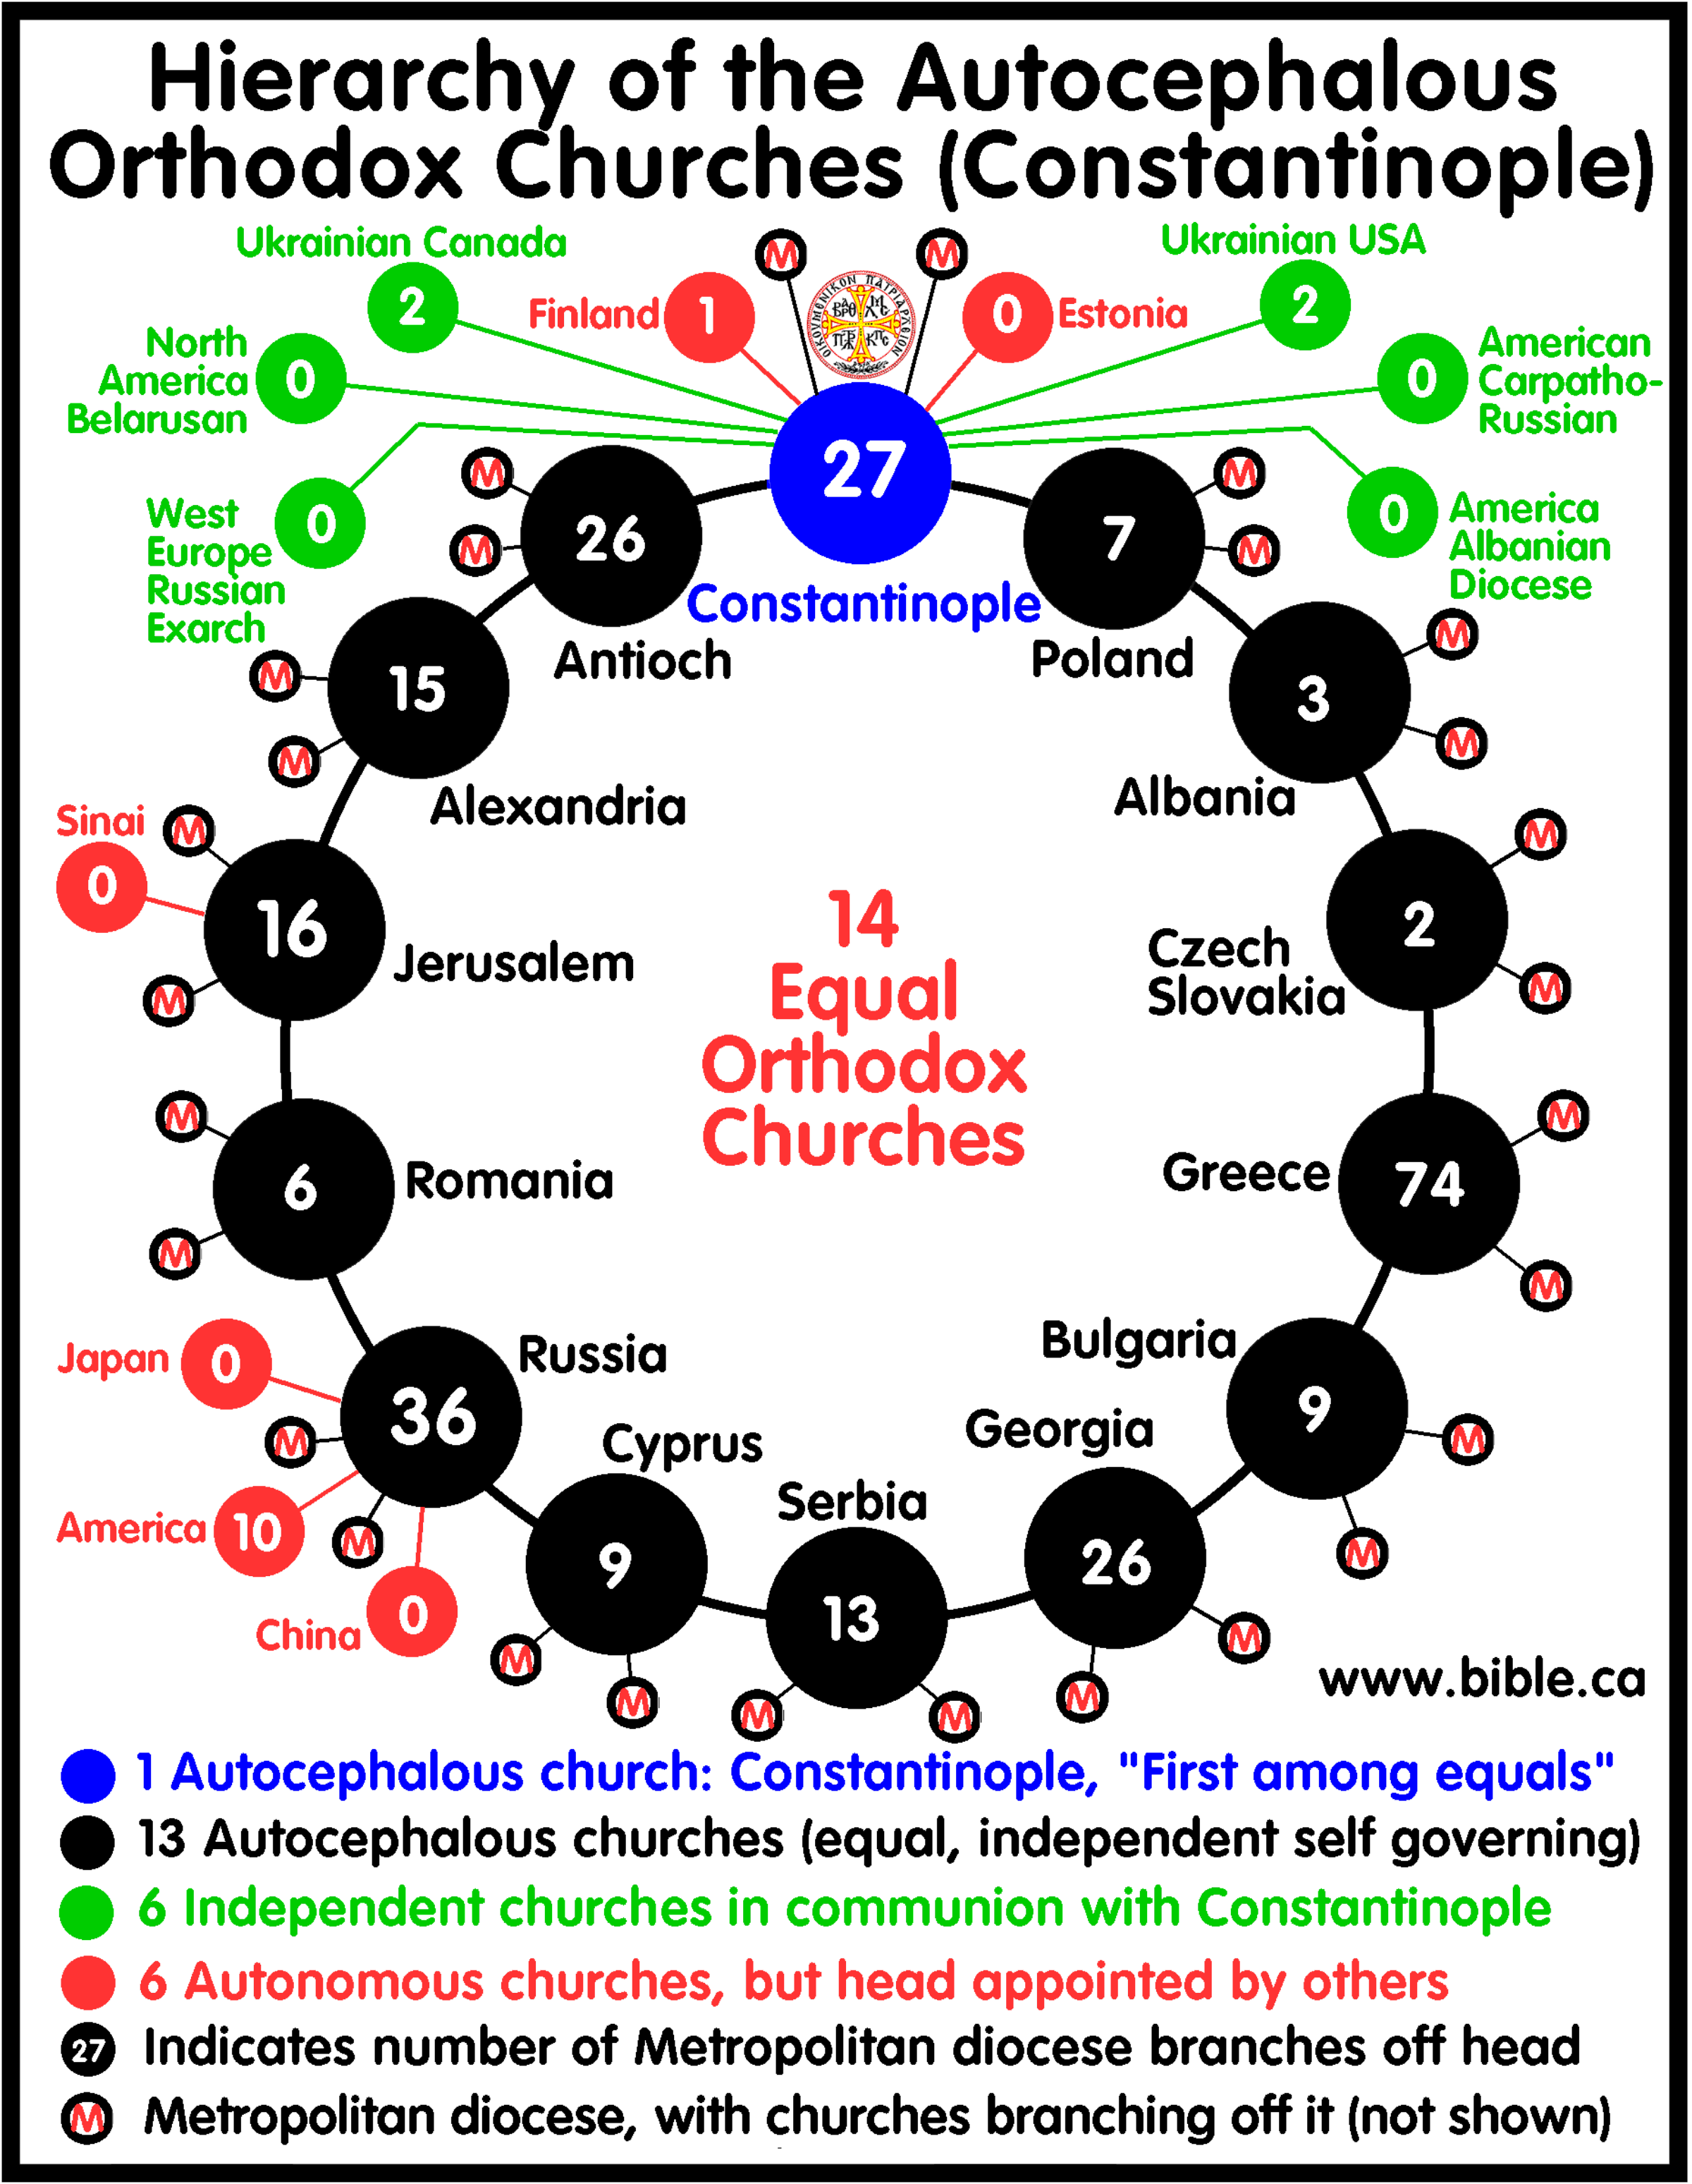 Hierarchy of the Autocephalous
Orthodox Churches (Constantinople)
Ukrainian Canada
2
Finland
1
M
M
0
Estonia
Ukrainian USA
2
North
America
Belarusan
0
American
Carpatho-
Russian
0
West
Europe
Russian
Exarch
0
America
Albanian
Diocese
0
27
Constantinople
M
M
26
Antioch
7
Poland
M
M
M
M
15
Alexandria
3
Albania
M
M
Sinai
0
M
M
16
Jerusalem
2
Czech
Slovakia
M
M
14
Equal
Orthodox
Churches
M
M
6
Romania
Greece
74
M
M
Japan
0
M
America
10
M
China
0
36
Russia
Bulgaria
9
M
M
Cyprus
9
M
M
Serbia
13
M
M
Georgia
26
M
M
www.bible.ca
1 Autocephalous church: Constantinople, "First among equals"
13 Autocephalous churches (equal, independent self governing)
6 Independent churches in communion with Constantinople
6 Autonomous churches, but head appointed by others
27 Indicates number of Metropolitan diocese branches off head
M Metropolitan diocese, with churches branching off it (not shown)